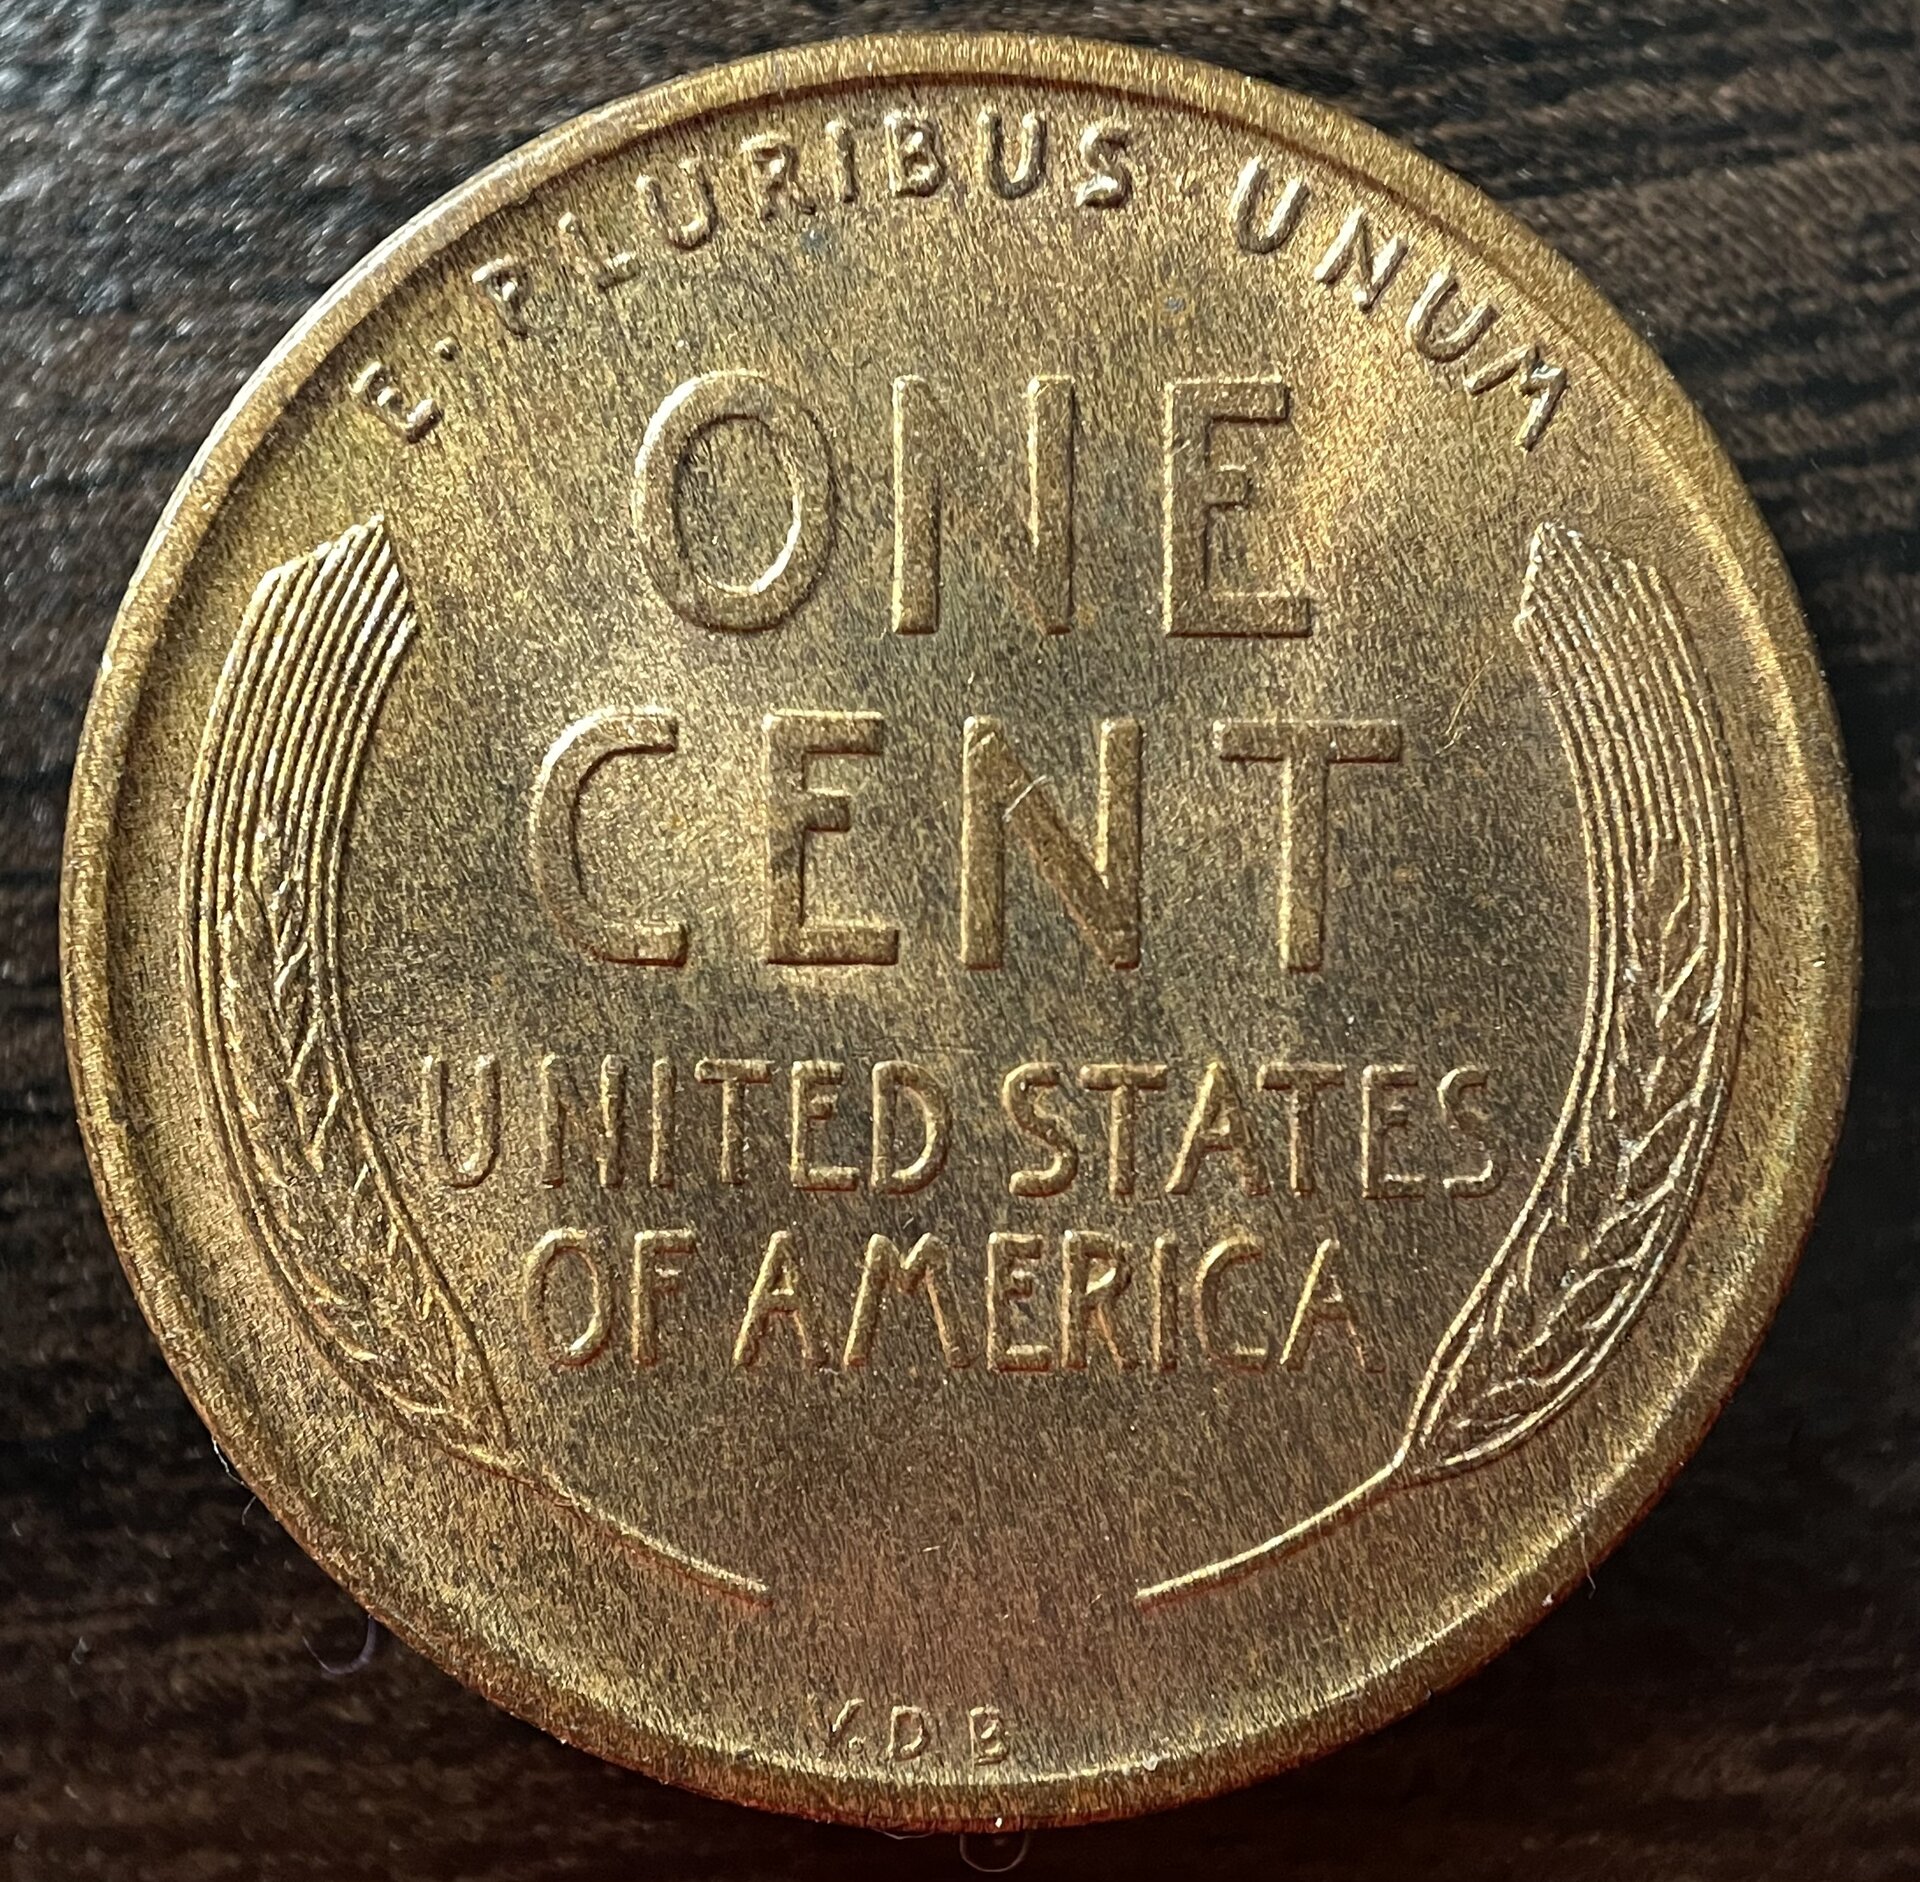 E·PLURIBUS·UNUM
ONE
CENT
UNITED STATES
OF AMERICA
V.D.B.